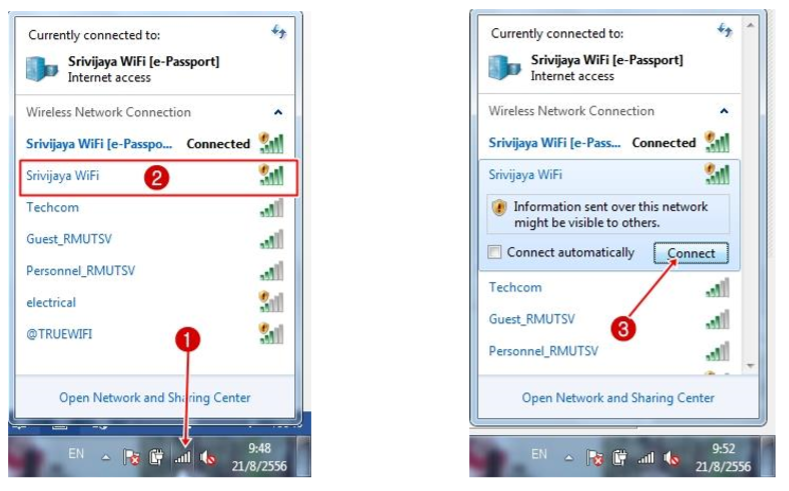 Currently connected to:
Srivijaya WiFi [e-Passport]
Internet access
Wireless Network Connection
Srivijaya WiFi [e-Passpo... Connected
Srivijaya WiFi 2
Techcom
Guest_RMUTSV
Personnel_RMUTSV
electrical
@TRUEWIFI
1
Open Network and Sharing Center
EN 9:48
21/8/2556
Currently connected to:
Srivijaya WiFi [e-Passport]
Internet access
Wireless Network Connection
Srivijaya WiFi [e-Pass... Connected
Srivijaya WiFi
Information sent over this network
might be visible to others.
Connect automatically Connect
Techcom
Guest_RMUTSV
3
Personnel_RMUTSV
Open Network and Sharing Center
EN 9:52
21/8/2556